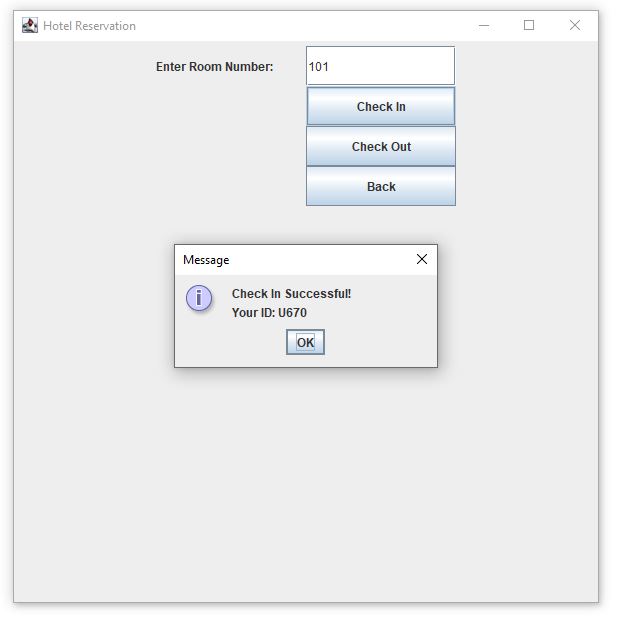 Hotel Reservation
Enter Room Number: 101
Check In
Check Out
Back
Message
Check In Successful!
Your ID: U670
OK